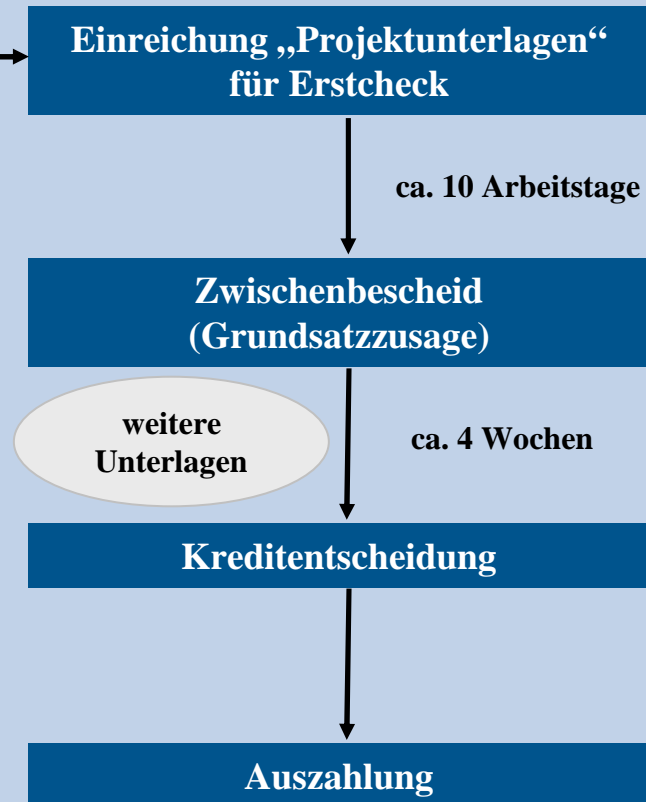 Einreichung „Projektunterlagen“
für Erstcheck
ca. 10 Arbeitstage
Zwischenbescheid
(Grundsatzzusage)
weitere
Unterlagen
ca. 4 Wochen
Kreditentscheidung
Auszahlung